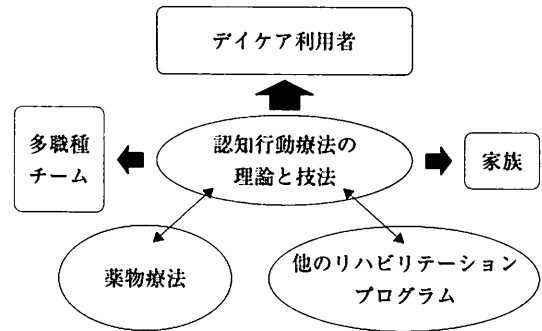 デイケア利用者
多職種
チーム
認知行動療法の
理論と技法
家族
薬物療法
他のリハビリテーション
プログラム